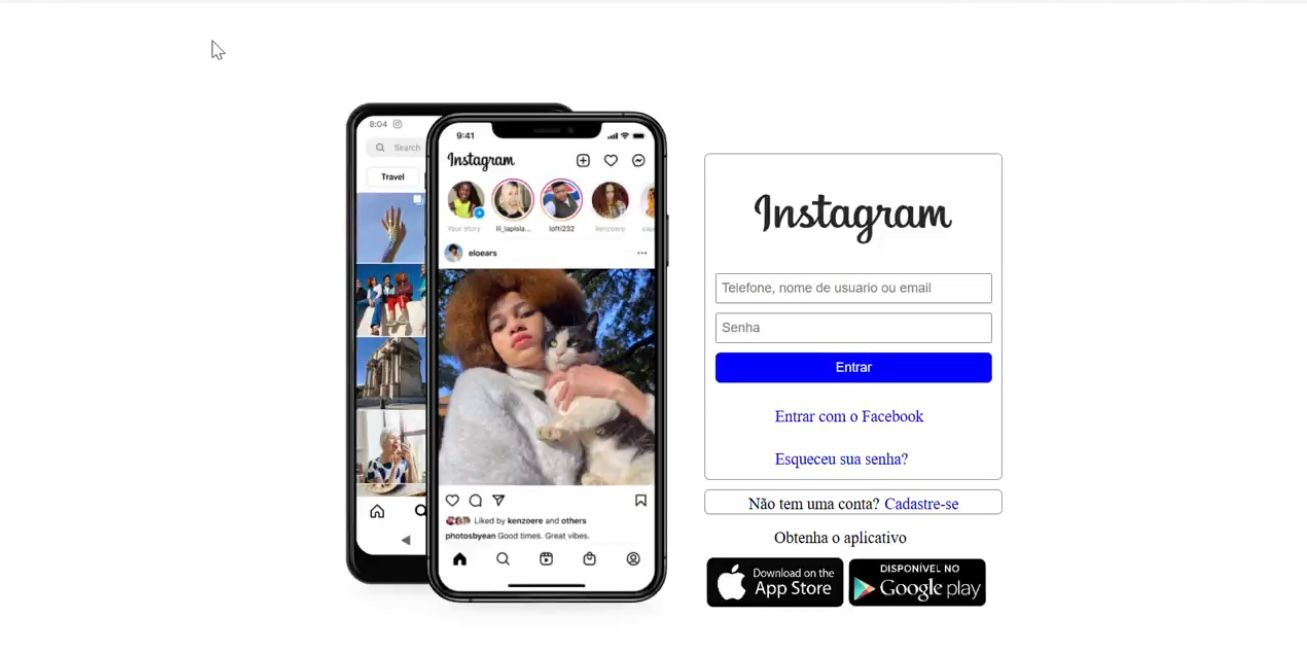 8:04
Search
Travel
9:41
Instagram
Your story
lil_lapisla...
lofti232
kenzoere
eloears
Liked by kenzoere and others
photosbyean Good times. Great vibes.
Instagram
Telefone, nome de usuario ou email
Senha
Entrar
Entrar com o Facebook
Esqueceu sua senha?
Não tem uma conta? Cadastre-se
Obtenha o aplicativo
Download on the
App Store
DISPONÍVEL NO
Google play